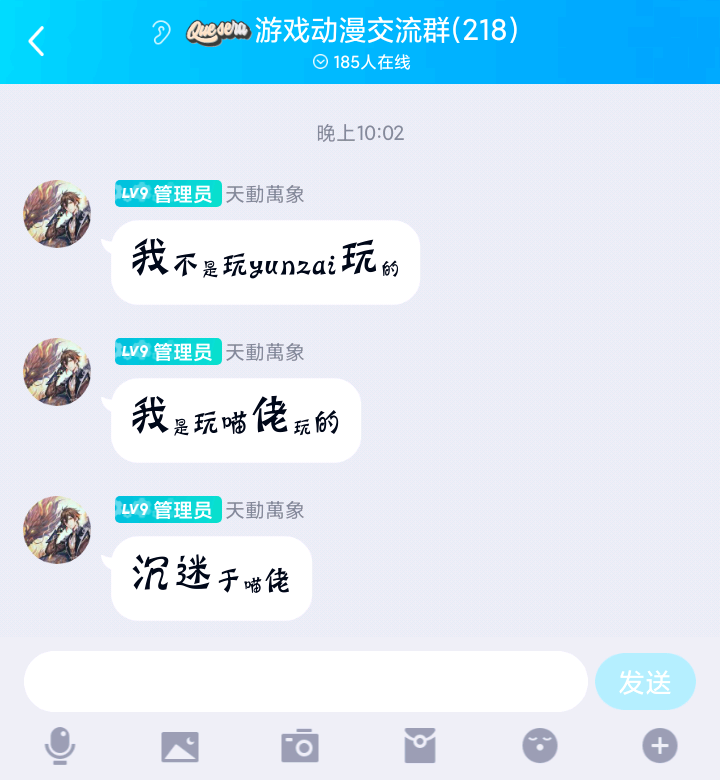 Que sera 游戏动漫交流群(218)
185人在线
晚上10:02
LV9 管理员 天動萬象
我不是玩yunzai玩的
LV9 管理员 天動萬象
我是玩喵佬玩的
LV9 管理员 天動萬象
沉迷于喵佬
发送